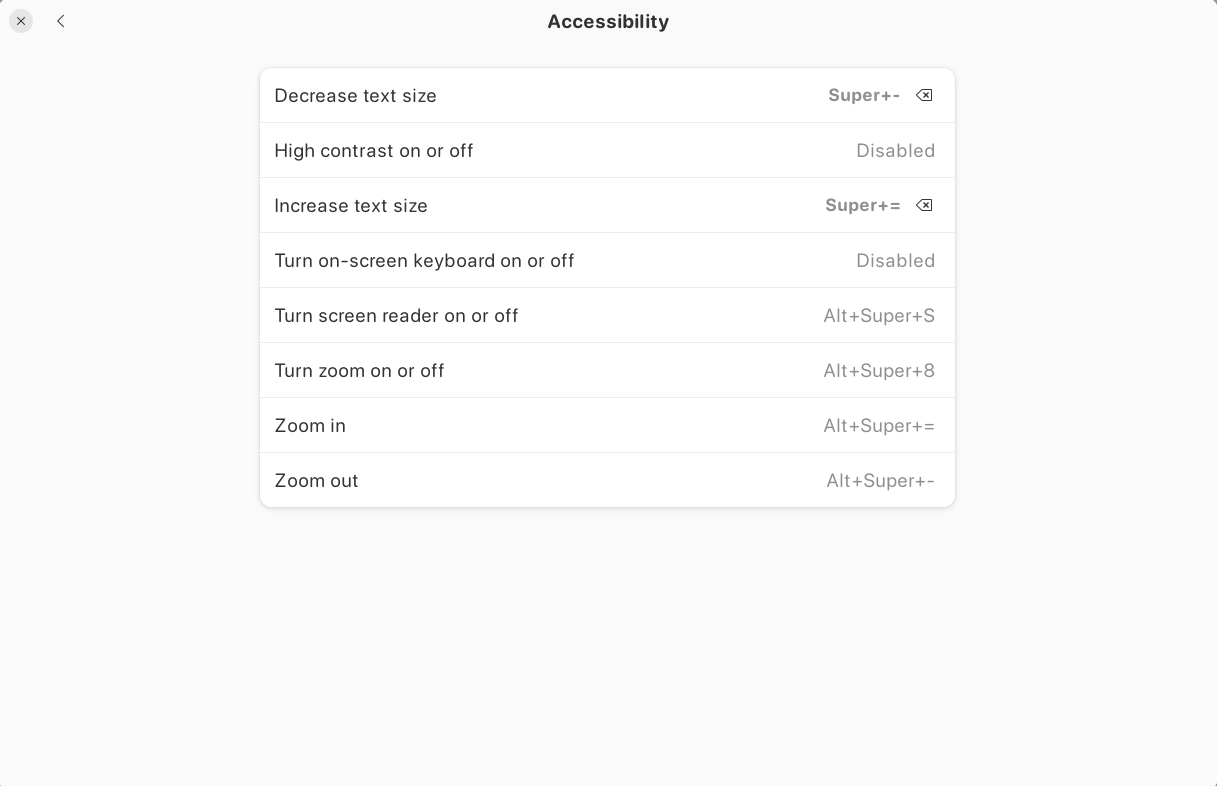 Accessibility
Decrease text size Super+-
High contrast on or off Disabled
Increase text size Super+=
Turn on-screen keyboard on or off Disabled
Turn screen reader on or off Alt+Super+S
Turn zoom on or off Alt+Super+8
Zoom in Alt+Super+=
Zoom out Alt+Super+-